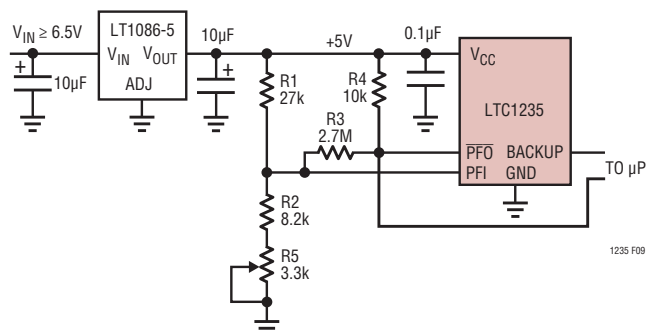 V_IN ≥ 6.5V
LT1086-5
V_IN V_OUT
ADJ
10µF
10µF
+5V
0.1µF
R1
27k
R4
10k
R3
2.7M
V_CC
LTC1235
P̅F̅O̅ BACKUP
PFI GND
TO µP
R2
8.2k
R5
3.3k
1235 F09